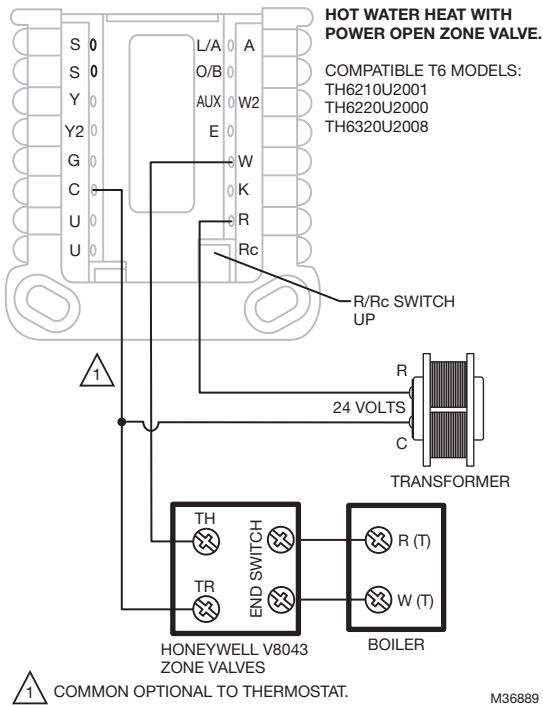 HOT WATER HEAT WITH
POWER OPEN ZONE VALVE.
COMPATIBLE T6 MODELS:
TH6210U2001
TH6220U2000
TH6320U2008
S L/A A
S O/B
Y AUX W2
Y2 E
G W
C K
U R
U Rc
R/Rc SWITCH
UP
1
R
24 VOLTS
C
TRANSFORMER
TH
TR
END SWITCH
R (T)
W (T)
HONEYWELL V8043
ZONE VALVES
BOILER
1 COMMON OPTIONAL TO THERMOSTAT.
M36889